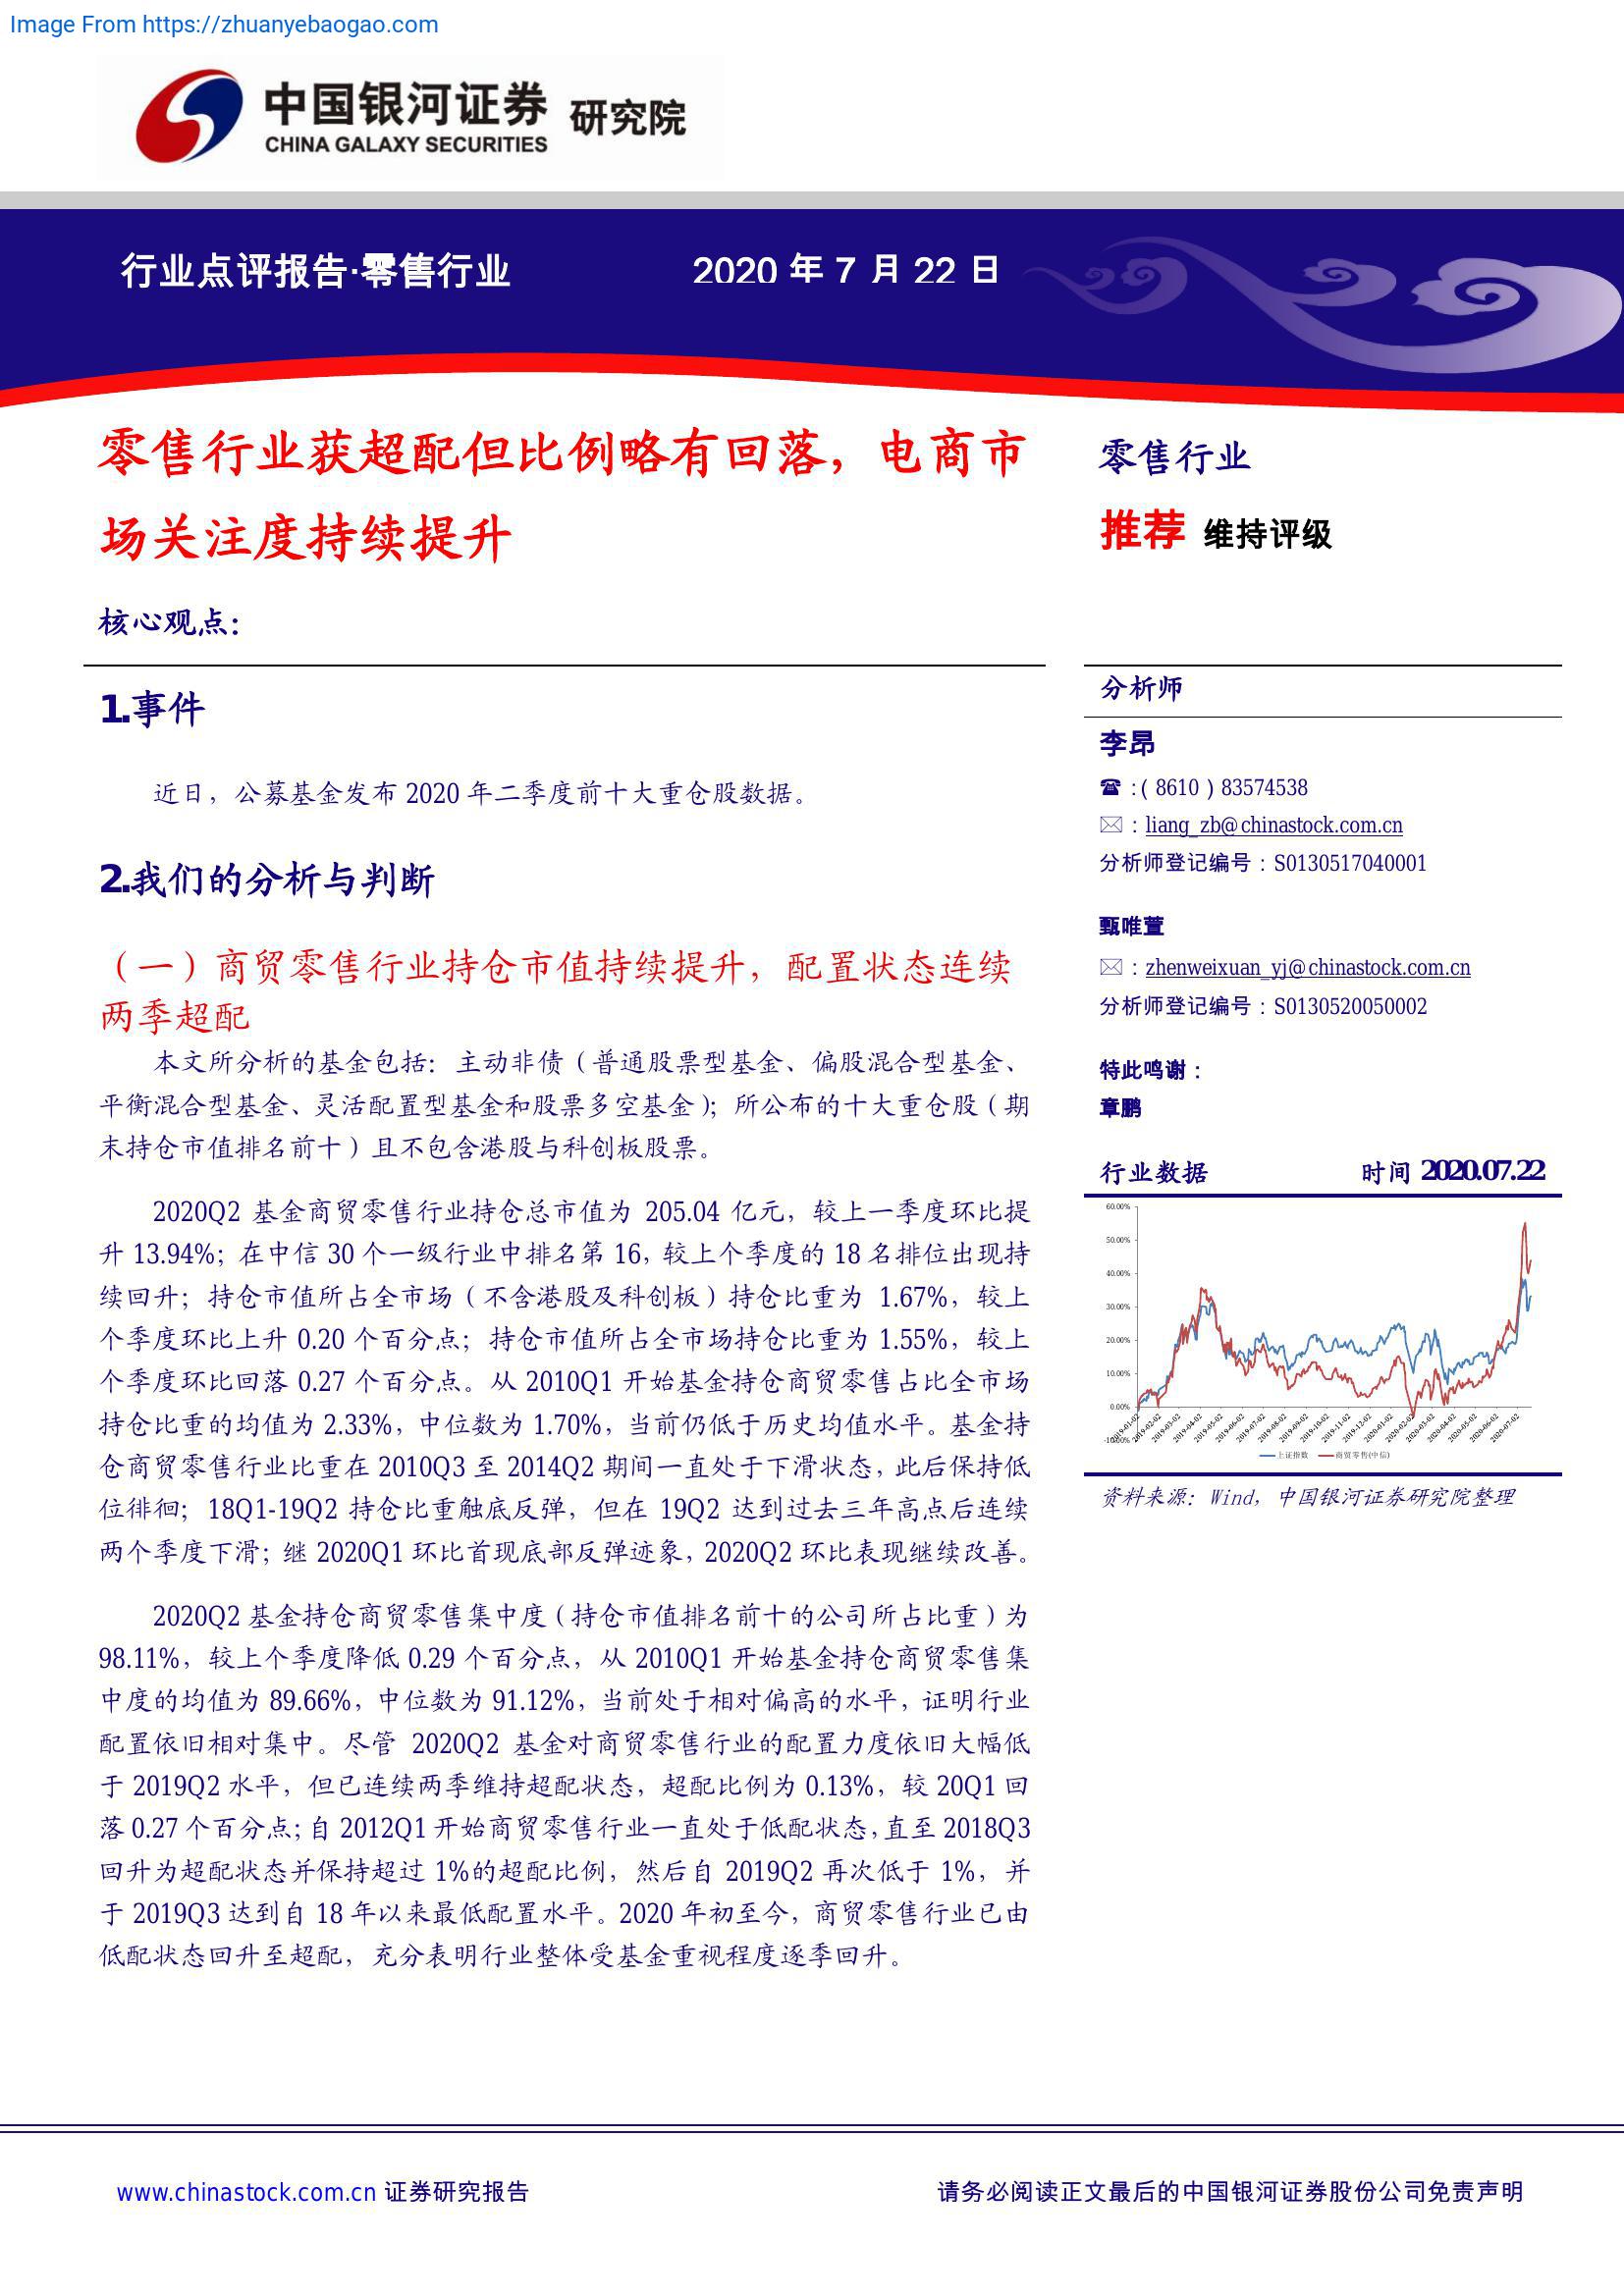 Image From https://zhuanyebaogao.com
中国银河证券 研究院
CHINA GALAXY SECURITIES
行业点评报告·零售行业 2020 年 7 月 22 日
零售行业获超配但比例略有回落，电商市
场关注度持续提升
核心观点：
1.事件
近日，公募基金发布 2020 年二季度前十大重仓股数据。
2.我们的分析与判断
（一）商贸零售行业持仓市值持续提升，配置状态连续
两季超配
本文所分析的基金包括：主动非债（普通股票型基金、偏股混合型基金、
平衡混合型基金、灵活配置型基金和股票多空基金）；所公布的十大重仓股（期
末持仓市值排名前十）且不包含港股与科创板股票。
2020Q2 基金商贸零售行业持仓总市值为 205.04 亿元，较上一季度环比提
升 13.94%；在中信 30 个一级行业中排名第 16，较上个季度的 18 名排位出现持
续回升；持仓市值所占全市场（不含港股及科创板）持仓比重为 1.67%，较上
个季度环比上升 0.20 个百分点；持仓市值所占全市场持仓比重为 1.55%，较上
个季度环比回落 0.27 个百分点。从 2010Q1 开始基金持仓商贸零售占比全市场
持仓比重的均值为 2.33%，中位数为 1.70%，当前仍低于历史均值水平。基金持
仓商贸零售行业比重在 2010Q3 至 2014Q2 期间一直处于下滑状态，此后保持低
位徘徊；18Q1-19Q2 持仓比重触底反弹，但在 19Q2 达到过去三年高点后连续
两个季度下滑；继 2020Q1 环比首现底部反弹迹象，2020Q2 环比表现继续改善。
2020Q2 基金持仓商贸零售集中度（持仓市值排名前十的公司所占比重）为
98.11%，较上个季度降低 0.29 个百分点，从 2010Q1 开始基金持仓商贸零售集
中度的均值为 89.66%，中位数为 91.12%，当前处于相对偏高的水平，证明行业
配置依旧相对集中。尽管 2020Q2 基金对商贸零售行业的配置力度依旧大幅低
于 2019Q2 水平，但已连续两季维持超配状态，超配比例为 0.13%，较 20Q1 回
落 0.27 个百分点；自 2012Q1 开始商贸零售行业一直处于低配状态，直至 2018Q3
回升为超配状态并保持超过 1%的超配比例，然后自 2019Q2 再次低于 1%，并
于 2019Q3 达到自 18 年以来最低配置水平。2020 年初至今，商贸零售行业已由
低配状态回升至超配，充分表明行业整体受基金重视程度逐季回升。
零售行业
推荐 维持评级
分析师
李昂
☎：( 8610 ) 83574538
✉：liang_zb@chinastock.com.cn
分析师登记编号：S0130517040001
甄唯萱
✉：zhenweixuan_yj@chinastock.com.cn
分析师登记编号：S0130520050002
特此鸣谢：
章鹏
行业数据 时间 2020.07.22
60.00%
50.00%
40.00%
30.00%
20.00%
10.00%
0.00%
-10.00%
2019-01-02 2019-02-02 2019-03-02 2019-04-02 2019-05-02 2019-06-02 2019-07-02 2019-08-02 2019-09-02 2019-10-02 2019-11-02 2019-12-02 2020-01-02 2020-02-02 2020-03-02 2020-04-02 2020-05-02 2020-06-02 2020-07-02
上证指数 商贸零售(中信)
资料来源：Wind，中国银河证券研究院整理
www.chinastock.com.cn 证券研究报告 请务必阅读正文最后的中国银河证券股份公司免责声明